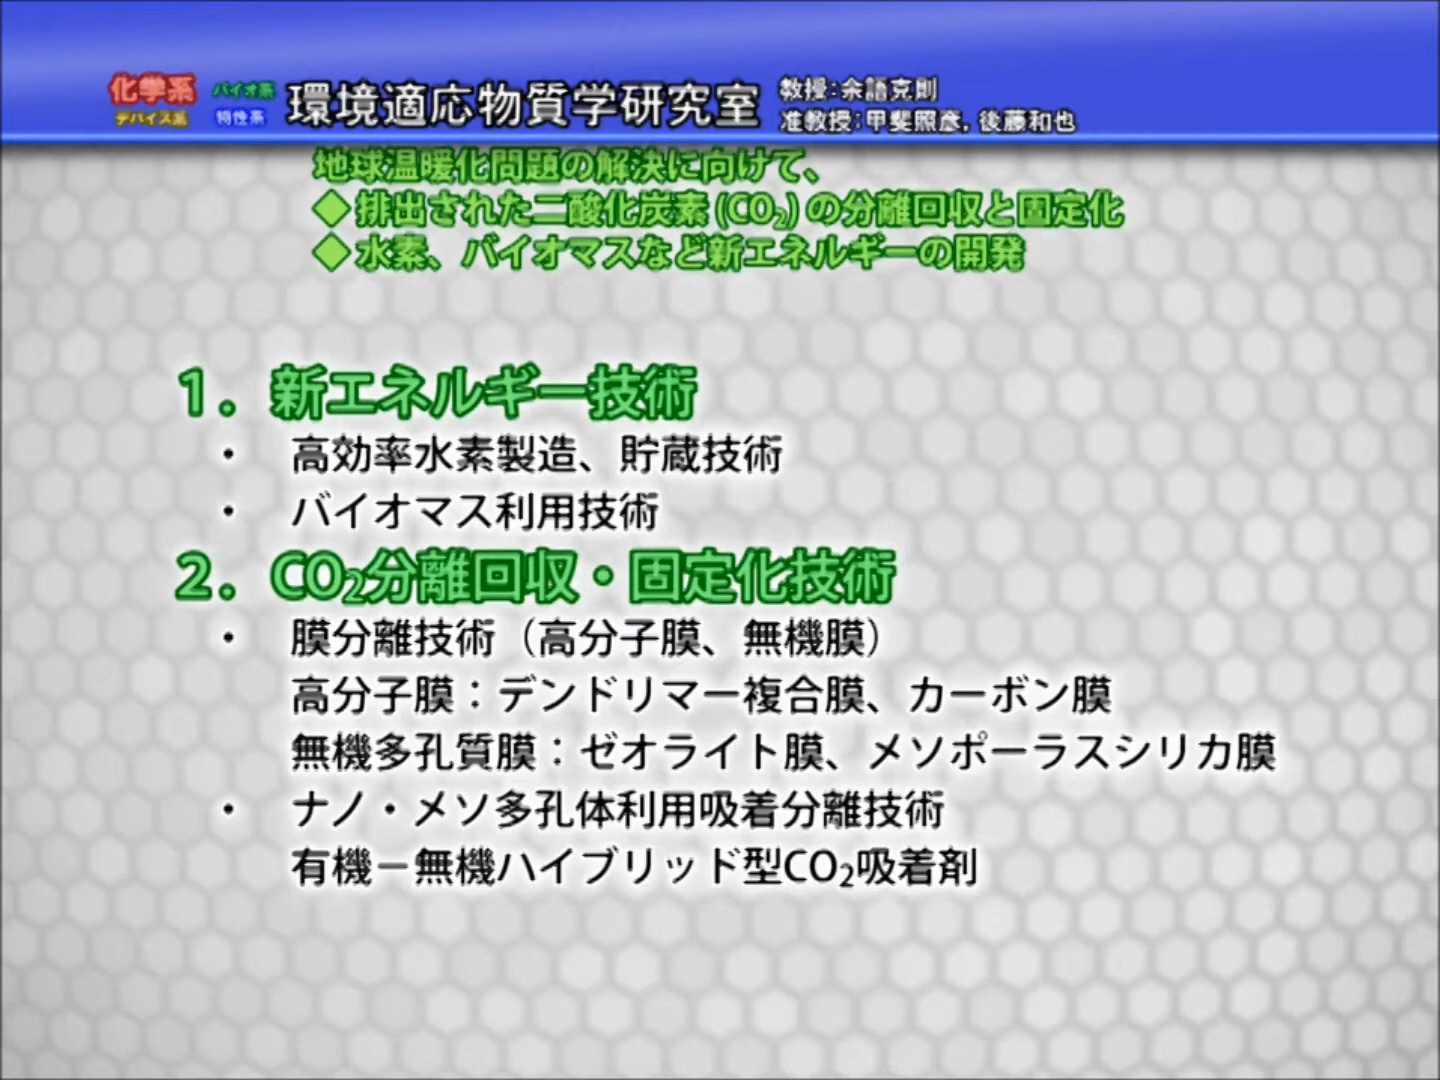 化学系 バイオ系
デバイス系 特性系
環境適応物質学研究室
教授：余語克則
准教授：甲斐照彦，後藤和也
地球温暖化問題の解決に向けて、
◆排出された二酸化炭素(CO₂)の分離回収と固定化
◆水素、バイオマスなど新エネルギーの開発
１．新エネルギー技術
・ 高効率水素製造、貯蔵技術
・ バイオマス利用技術
２．CO₂分離回収・固定化技術
・ 膜分離技術（高分子膜、無機膜）
高分子膜：デンドリマー複合膜、カーボン膜
無機多孔質膜：ゼオライト膜、メソポーラスシリカ膜
・ ナノ・メソ多孔体利用吸着分離技術
有機－無機ハイブリッド型CO₂吸着剤